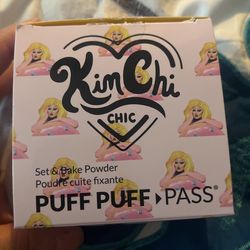 KimChi
CHIC
Set & Bake Powder
Poudre cuite fixante
PUFF PUFF ▸ PASS®